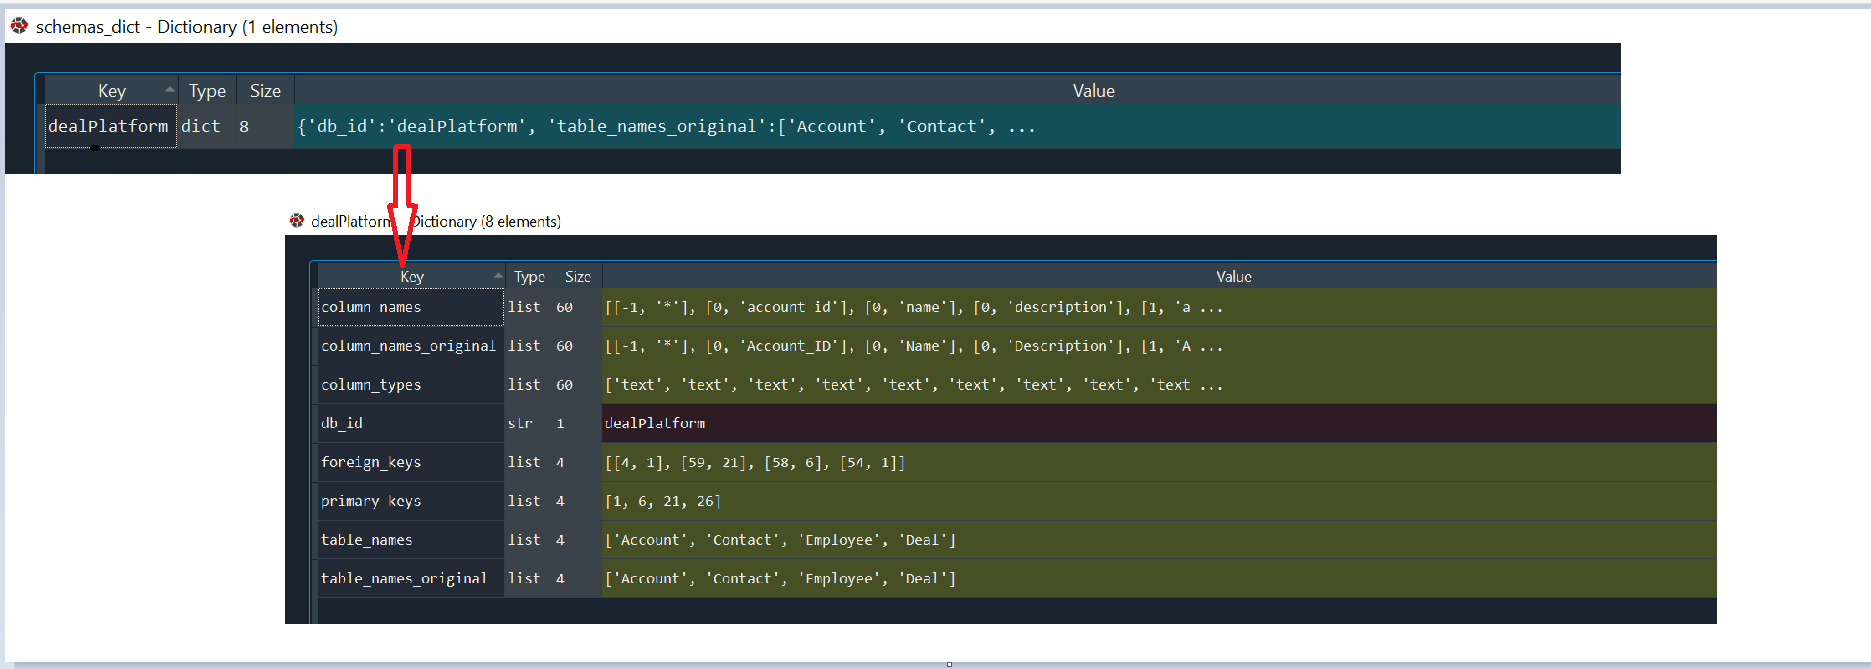 schemas_dict - Dictionary (1 elements)
Key Type Size Value
dealPlatform dict 8 {'db_id':'dealPlatform', 'table_names_original':['Account', 'Contact', ...
dealPlatform Dictionary (8 elements)
Key Type Size Value
column_names list 60 [[-1, '*'], [0, 'account id'], [0, 'name'], [0, 'description'], [1, 'a ...
column_names_original list 60 [[-1, '*'], [0, 'Account_ID'], [0, 'Name'], [0, 'Description'], [1, 'A ...
column_types list 60 ['text', 'text', 'text', 'text', 'text', 'text', 'text', 'text', 'text ...
db_id str 1 dealPlatform
foreign_keys list 4 [[4, 1], [59, 21], [58, 6], [54, 1]]
primary_keys list 4 [1, 6, 21, 26]
table_names list 4 ['Account', 'Contact', 'Employee', 'Deal']
table_names_original list 4 ['Account', 'Contact', 'Employee', 'Deal']